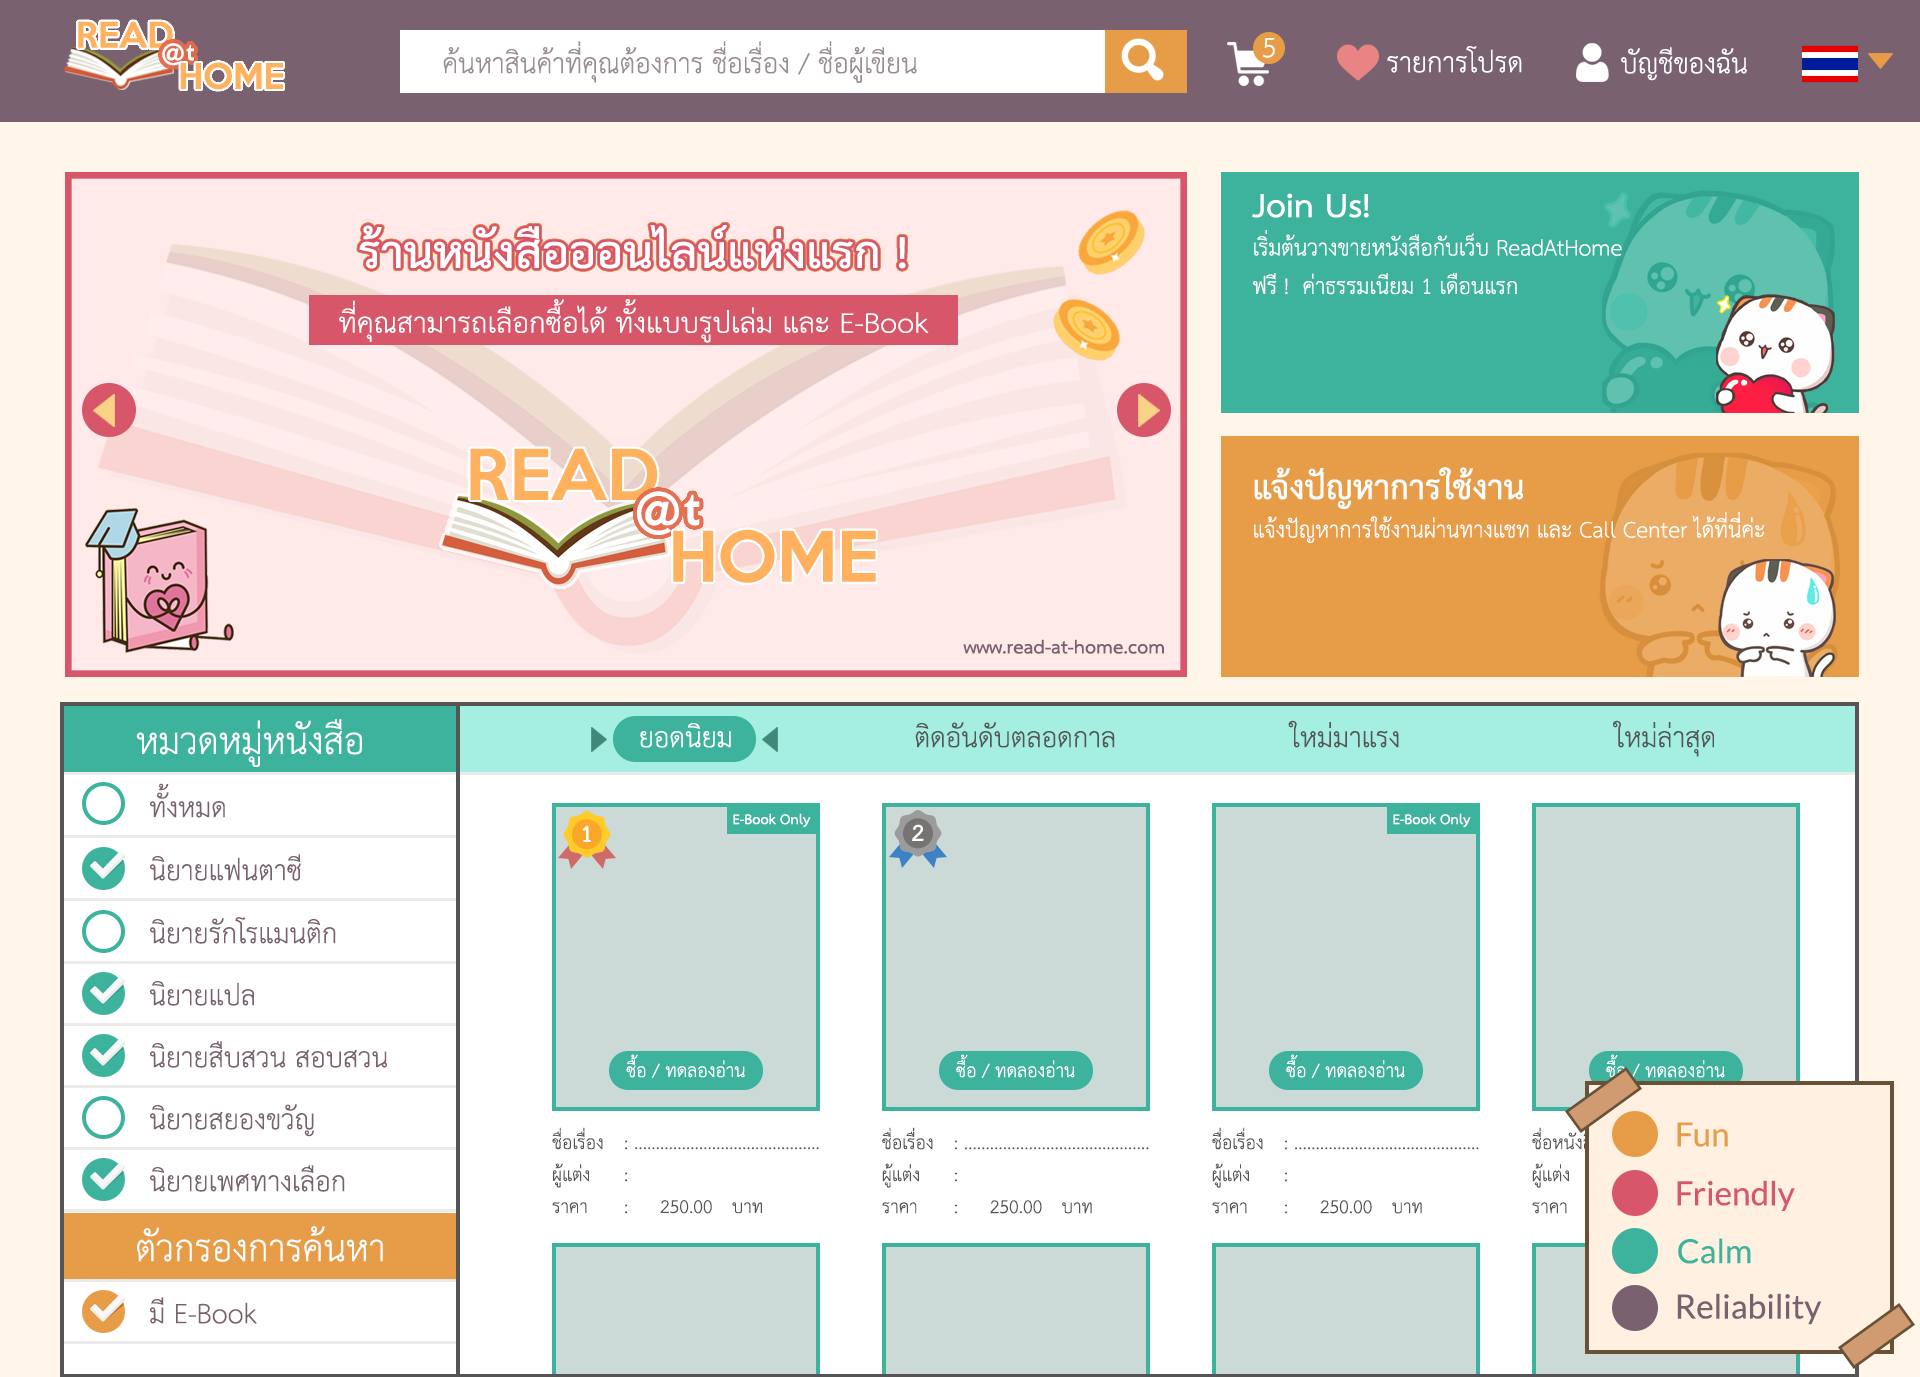 READ
@t
HOME
ค้นหาสินค้าที่คุณต้องการ ชื่อเรื่อง / ชื่อผู้เขียน
5
รายการโปรด
บัญชีของฉัน
ร้านหนังสือออนไลน์แห่งแรก !
ที่คุณสามารถเลือกซื้อได้ ทั้งแบบรูปเล่ม และ E-Book
READ
@t
HOME
www.read-at-home.com
Join Us!
เริ่มต้นวางขายหนังสือกับเว็บ ReadAtHome
ฟรี ! ค่าธรรมเนียม 1 เดือนแรก
แจ้งปัญหาการใช้งาน
แจ้งปัญหาการใช้งานผ่านทางแชท และ Call Center ได้ที่นี่ค่ะ
หมวดหมู่หนังสือ
ทั้งหมด
นิยายแฟนตาซี
นิยายรักโรแมนติก
นิยายแปล
นิยายสืบสวน สอบสวน
นิยายสยองขวัญ
นิยายเพศทางเลือก
ตัวกรองการค้นหา
มี E-Book
ยอดนิยม
ติดอันดับตลอดกาล
ใหม่มาแรง
ใหม่ล่าสุด
1
E-Book Only
ซื้อ / ทดลองอ่าน
ชื่อเรื่อง : ..........................................
ผู้แต่ง :
ราคา : 250.00 บาท
2
ซื้อ / ทดลองอ่าน
ชื่อเรื่อง : ..........................................
ผู้แต่ง :
ราคา : 250.00 บาท
E-Book Only
ซื้อ / ทดลองอ่าน
ชื่อเรื่อง : ..........................................
ผู้แต่ง :
ราคา : 250.00 บาท
ซื้อ / ทดลองอ่าน
ผู้แต่ง
ราคา
Fun
Friendly
Calm
Reliability